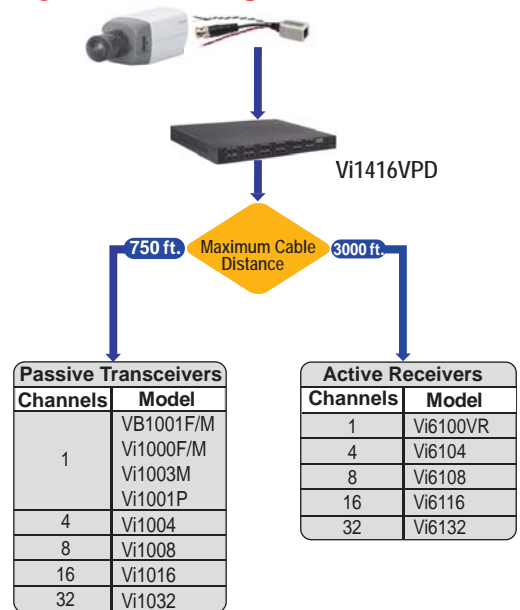 Vi1416VPD
750 ft.
Maximum Cable
Distance
3000 ft.
Passive Transceivers
Channels Model
1 VB1001F/M
Vi1000F/M
Vi1003M
Vi1001P
4 Vi1004
8 Vi1008
16 Vi1016
32 Vi1032
Active Receivers
Channels Model
1 Vi6100VR
4 Vi6104
8 Vi6108
16 Vi6116
32 Vi6132